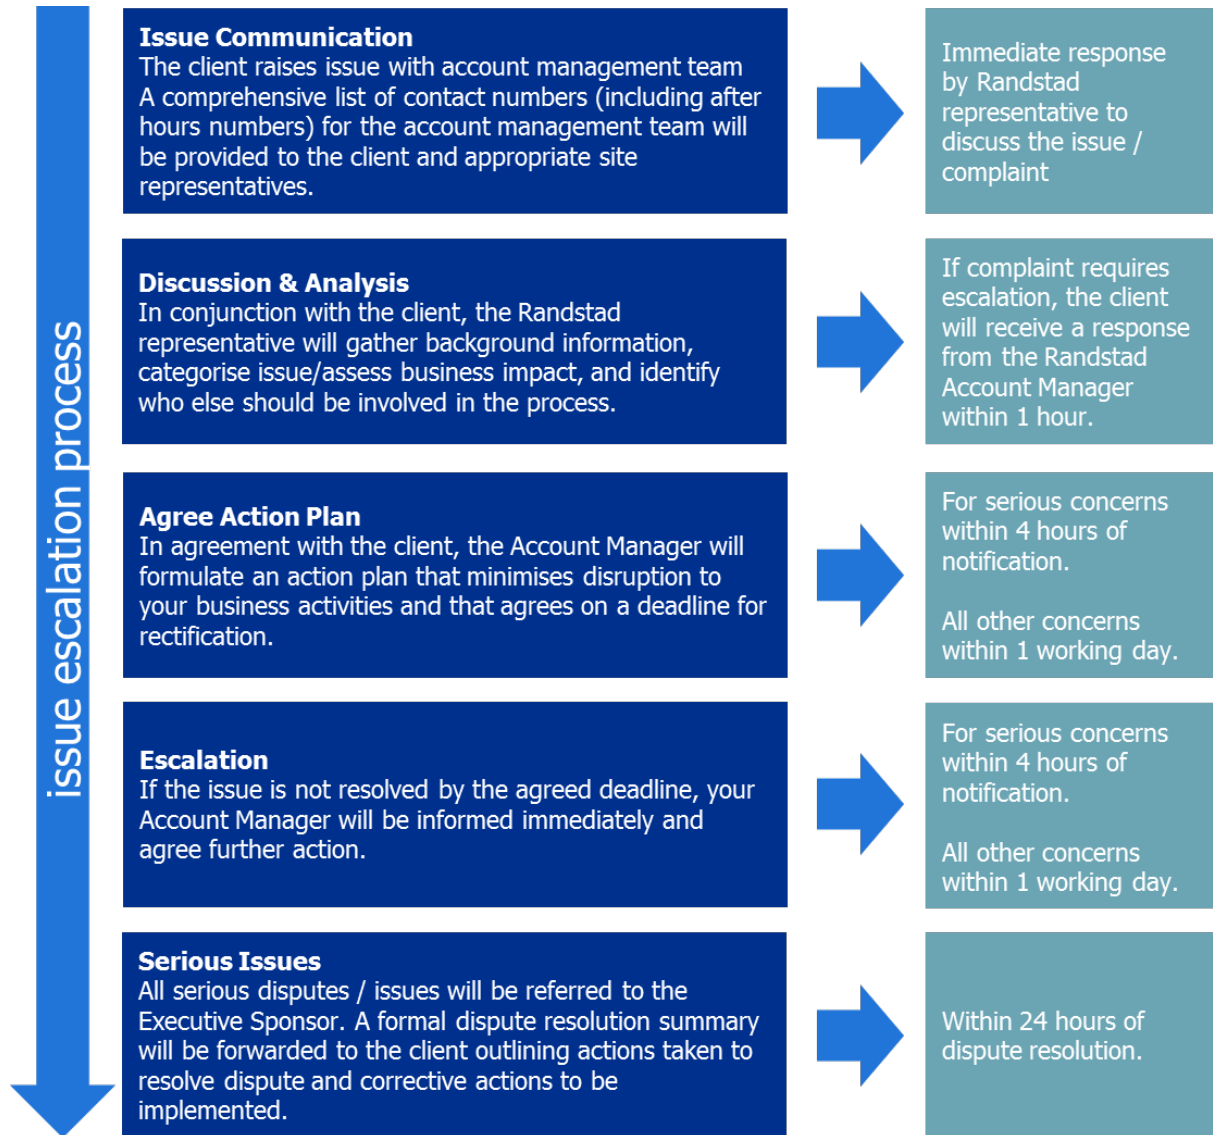 issue escalation process
Issue Communication
The client raises issue with account management team
A comprehensive list of contact numbers (including after
hours numbers) for the account management team will
be provided to the client and appropriate site
representatives.
Immediate response
by Randstad
representative to
discuss the issue /
complaint
Discussion & Analysis
In conjunction with the client, the Randstad
representative will gather background information,
categorise issue/assess business impact, and identify
who else should be involved in the process.
If complaint requires
escalation, the client
will receive a response
from the Randstad
Account Manager
within 1 hour.
Agree Action Plan
In agreement with the client, the Account Manager will
formulate an action plan that minimises disruption to
your business activities and that agrees on a deadline for
rectification.
For serious concerns
within 4 hours of
notification.
All other concerns
within 1 working day.
Escalation
If the issue is not resolved by the agreed deadline, your
Account Manager will be informed immediately and
agree further action.
For serious concerns
within 4 hours of
notification.
All other concerns
within 1 working day.
Serious Issues
All serious disputes / issues will be referred to the
Executive Sponsor. A formal dispute resolution summary
will be forwarded to the client outlining actions taken to
resolve dispute and corrective actions to be
implemented.
Within 24 hours of
dispute resolution.